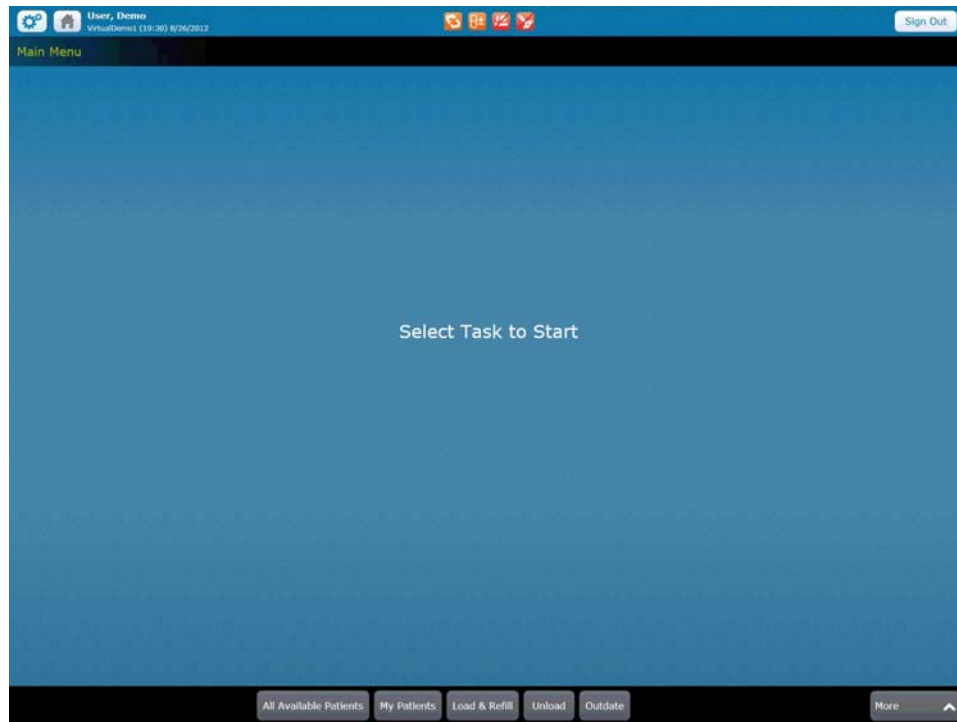 User, Demo
VirtualDemo1 (19:30) 8/26/2012
Sign Out
Main Menu
Select Task to Start
All Available Patients My Patients Load & Refill Unload Outdate More